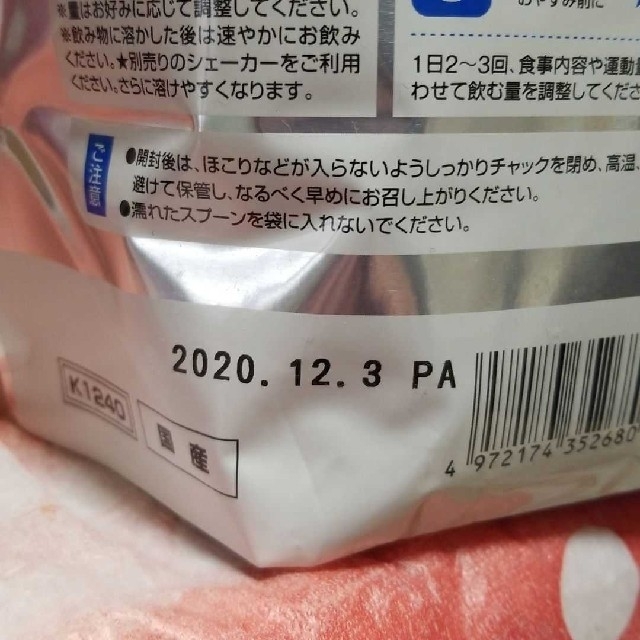 ※量はお好みに応じて調整してください。
※飲み物に溶かした後は速やかにお飲み
ください。★別売りのシェーカーをご利用
ください。さらに溶けやすくなります。
おやすみ前に
1日2〜3回、食事内容や運動量
わせて飲む量を調整してくださ
ご注意
●開封後は、ほこりなどが入らないようしっかりチャックを閉め、高温、
避けて保管し、なるべく早めにお召し上がりください。
●濡れたスプーンを袋に入れないでください。
2020.12.3 PA
K1240
国産
4 972174 352680